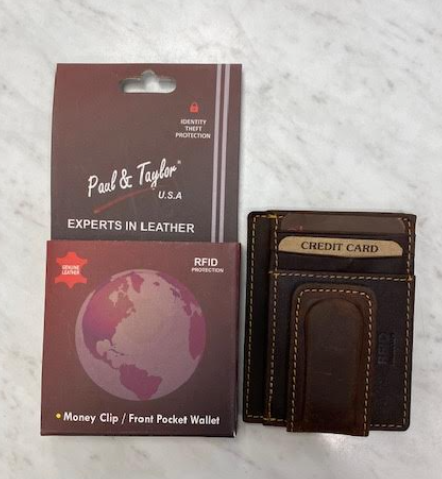 IDENTITY
THEFT
PROTECTION
Paul & Taylor
U.S.A
EXPERTS IN LEATHER
GENUINE
LEATHER
RFID
PROTECTION
• Money Clip / Front Pocket Wallet
CREDIT CARD
RFID